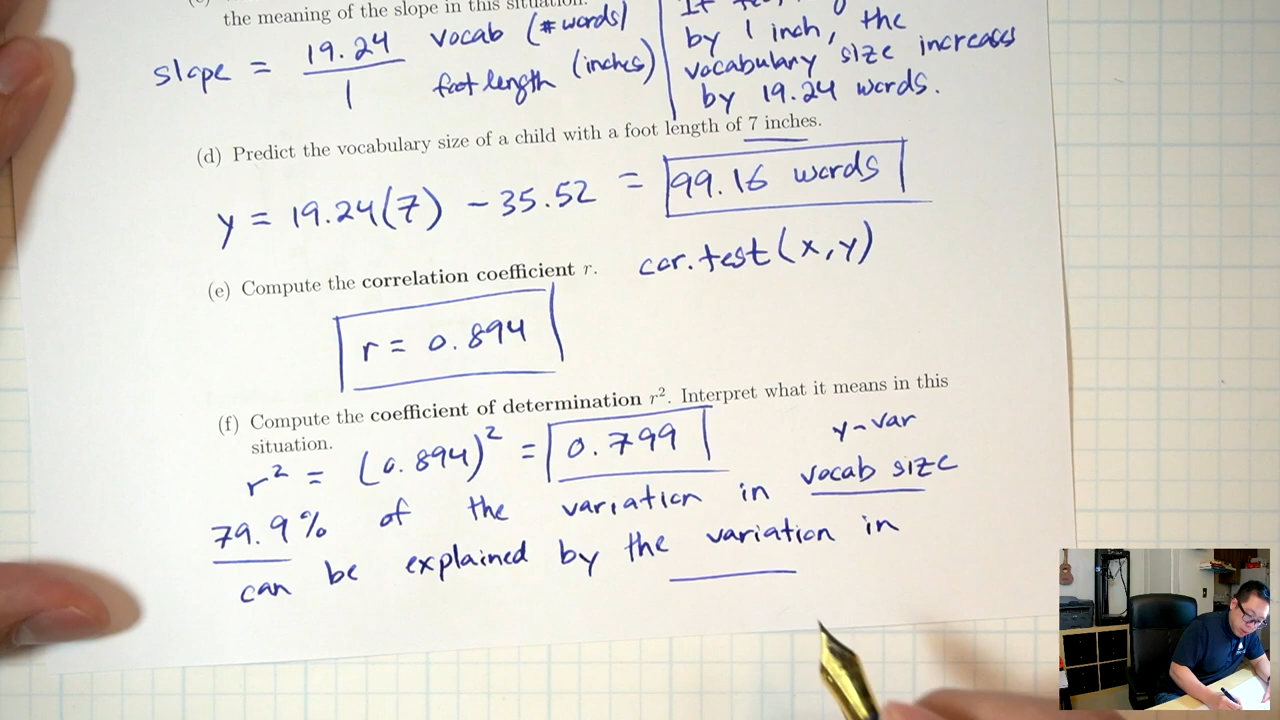 the meaning of the slope in this situation.
slope = 19.24 / 1 vocab (# words) / foot length (inches)
by 1 inch, the
vocabulary size increases
by 19.24 words.
(d) Predict the vocabulary size of a child with a foot length of 7 inches.
y = 19.24(7) - 35.52 = 99.16 words
(e) Compute the correlation coefficient r. cor.test(x,y)
r = 0.894
(f) Compute the coefficient of determination r². Interpret what it means in this
situation.
r² = (0.894)² = 0.799 y-var
79.9% of the variation in vocab size
can be explained by the variation in